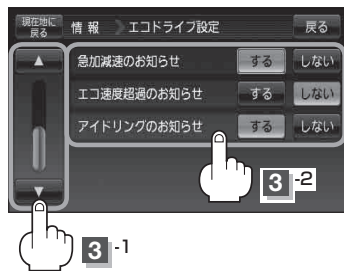 現在地に
戻る
情報 エコドライブ設定 戻る
▲ 急加減速のお知らせ する しない
エコ速度超過のお知らせ する しない
アイドリングのお知らせ する しない
▼
3-2
3-1